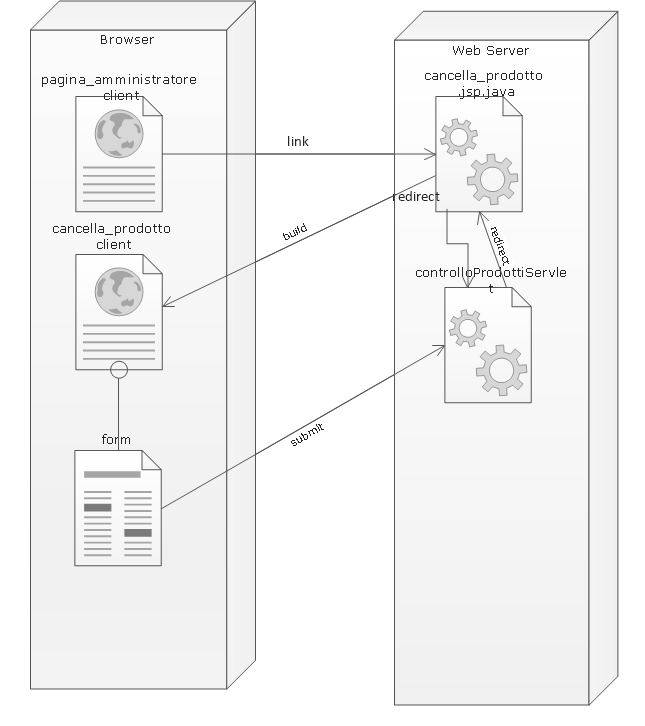 Browser
Web Server
pagina_amministratore
client
cancella_prodotto
.jsp.java
link
redirect
cancella_prodotto
client
build
redirect
controlloProdottiServle
t
form
submit